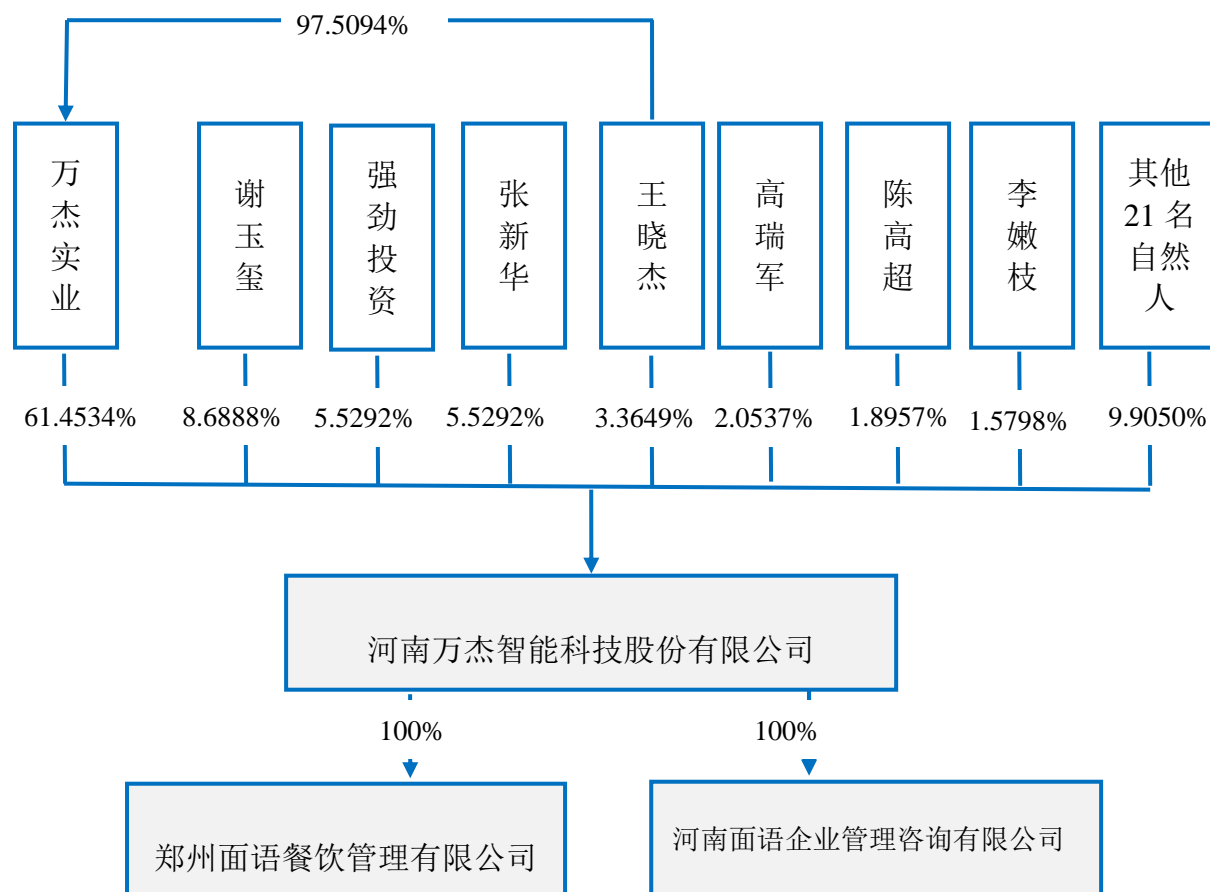 97.5094%
万杰实业
谢玉玺
强劲投资
张新华
王晓杰
高瑞军
陈高超
李嫩枝
其他
21 名
自然
人
61.4534%
8.6888%
5.5292%
5.5292%
3.3649%
2.0537%
1.8957%
1.5798%
9.9050%
河南万杰智能科技股份有限公司
100%
100%
郑州面语餐饮管理有限公司
河南面语企业管理咨询有限公司